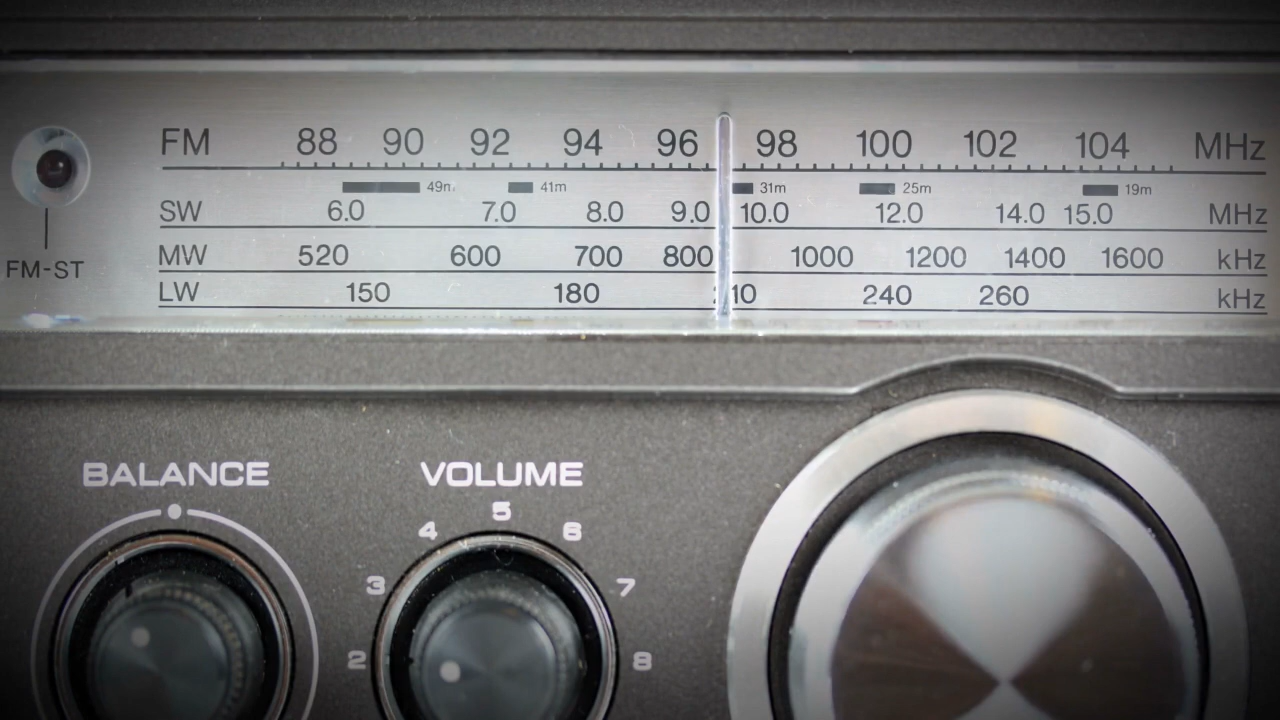 FM 88 90 92 94 96 98 100 102 104 MHz
49m 41m 31m 25m 19m
SW 6.0 7.0 8.0 9.0 10.0 12.0 14.0 15.0 MHz
MW 520 600 700 800 1000 1200 1400 1600 kHz
FM-ST
LW 150 180 210 240 260 kHz
BALANCE VOLUME
5
4 6
3 7
2 8